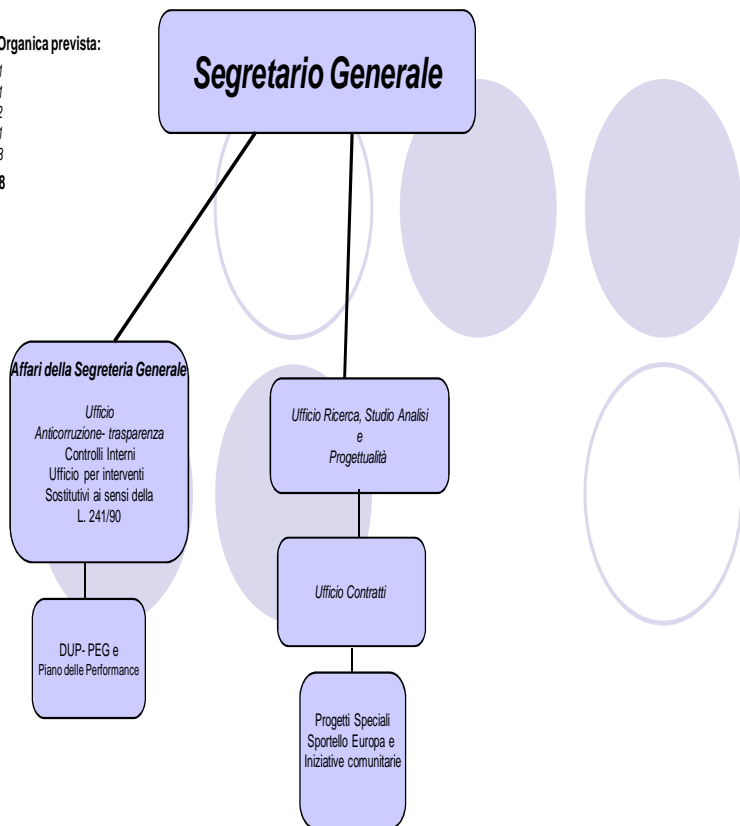 Organica prevista:
1
1
2
1
3
8
Segretario Generale
Affari della Segreteria Generale
Ufficio
Anticorruzione- trasparenza
Controlli Interni
Ufficio per interventi
Sostitutivi ai sensi della
L. 241/90
DUP- PEG e
Piano delle Performance
Ufficio Ricerca, Studio Analisi
e
Progettualità
Ufficio Contratti
Progetti Speciali
Sportello Europa e
Iniziative comunitarie